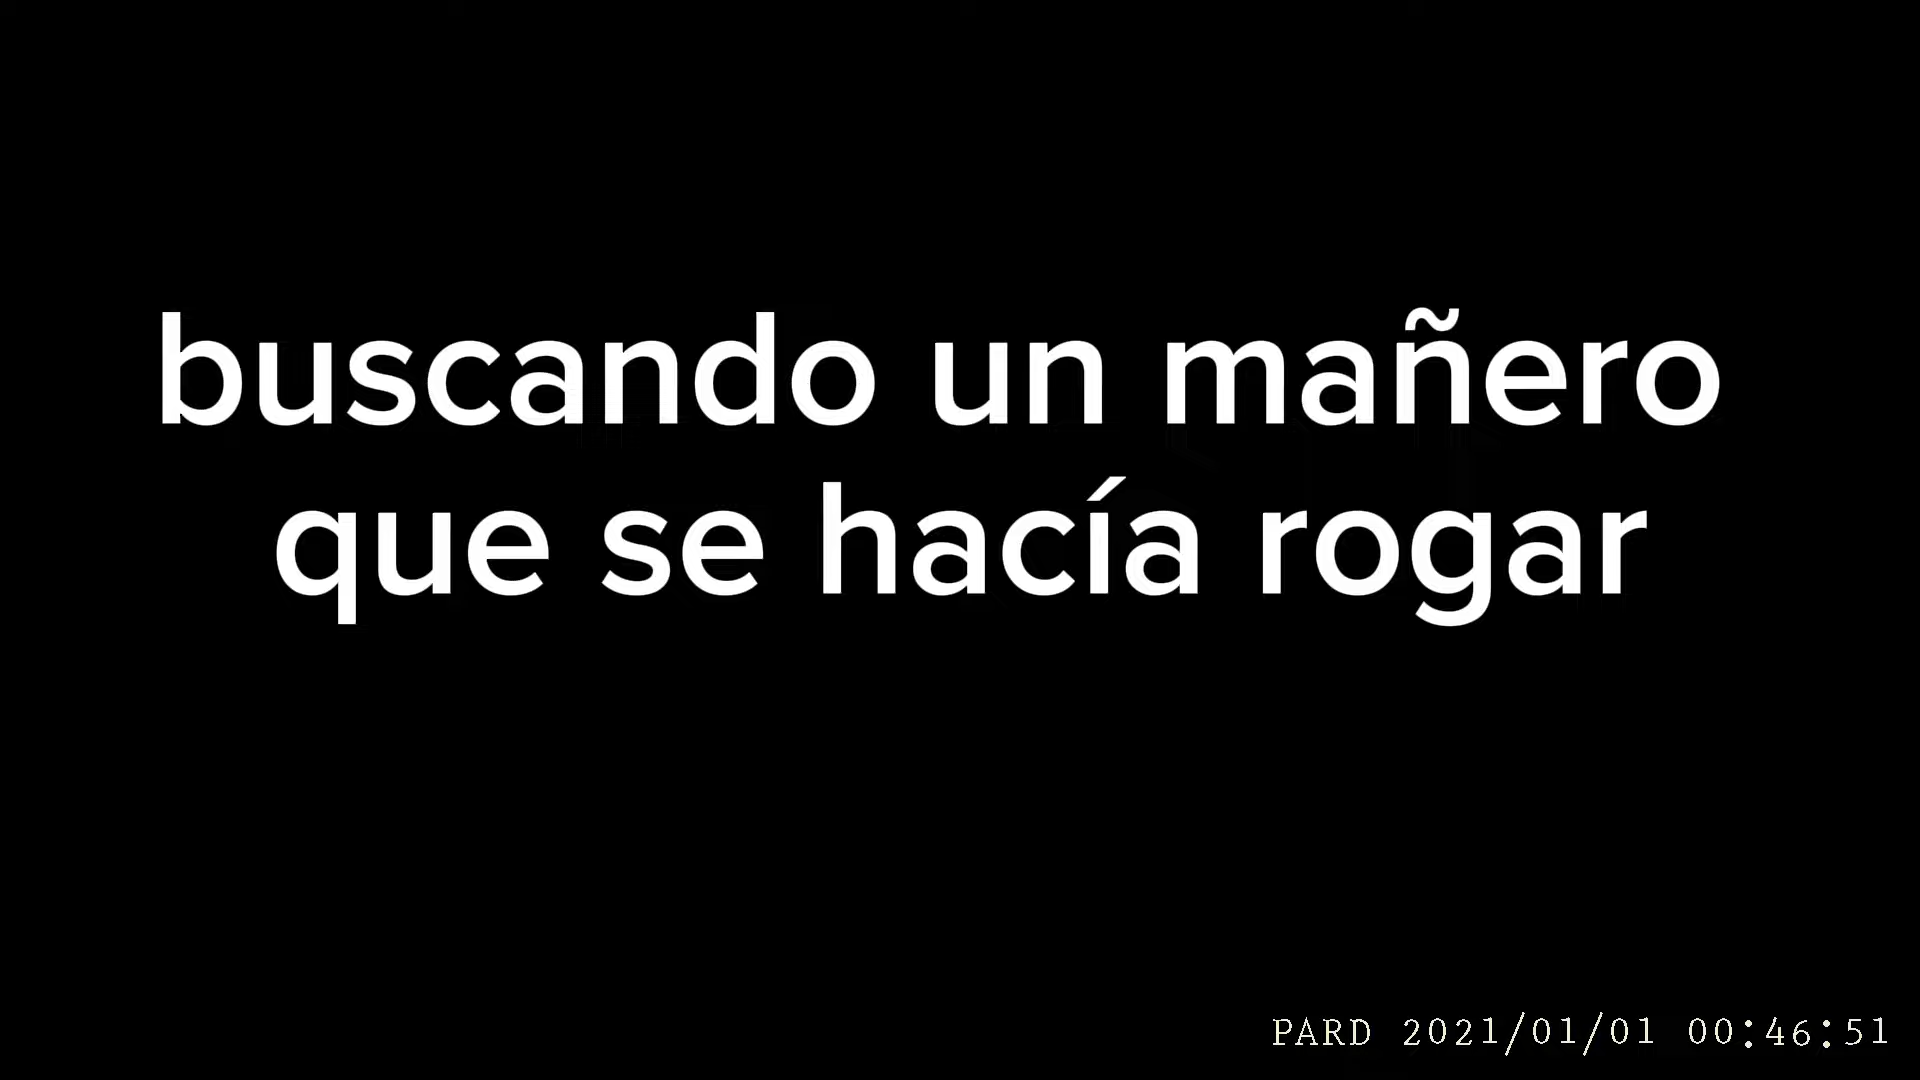 buscando un mañero
que se hacía rogar
PARD 2021/01/01 00:46:51